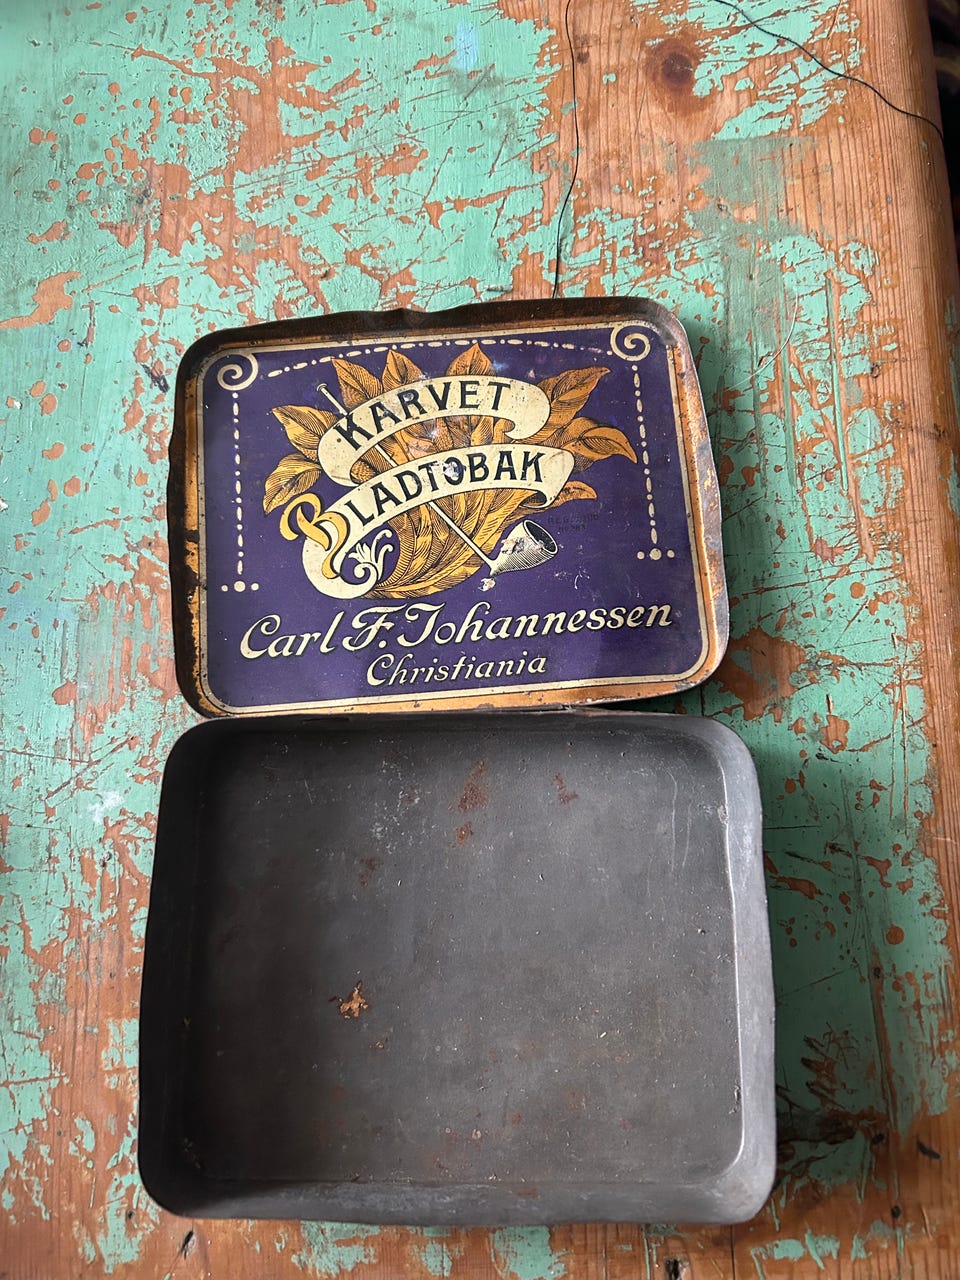 KARVET
BLADTOBAK
Carl F. Johannessen
Christiania